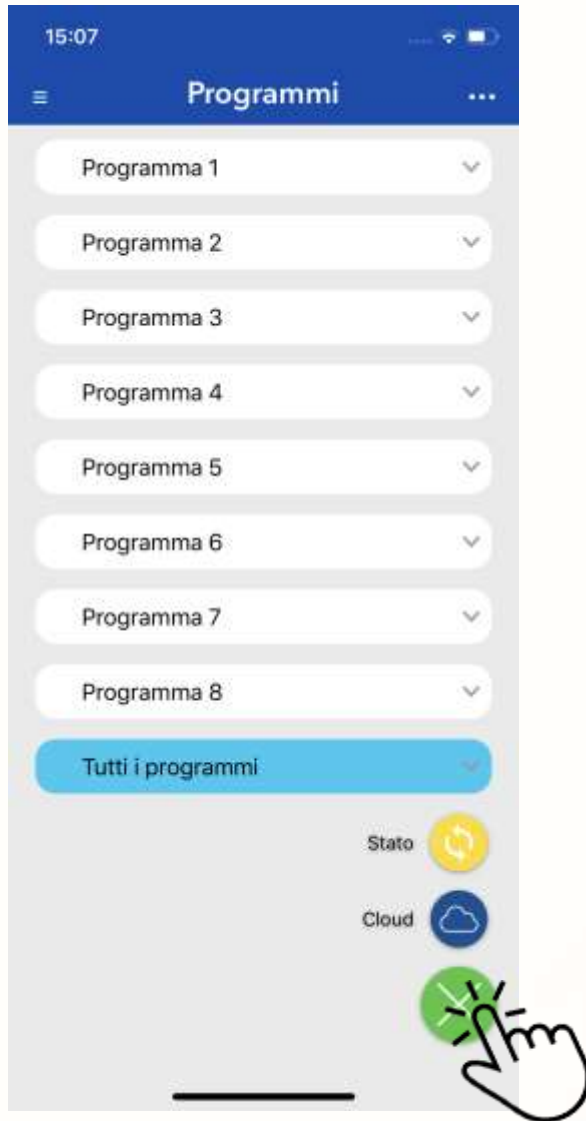 15:07
Programmi
Programma 1
Programma 2
Programma 3
Programma 4
Programma 5
Programma 6
Programma 7
Programma 8
Tutti i programmi
Stato
Cloud